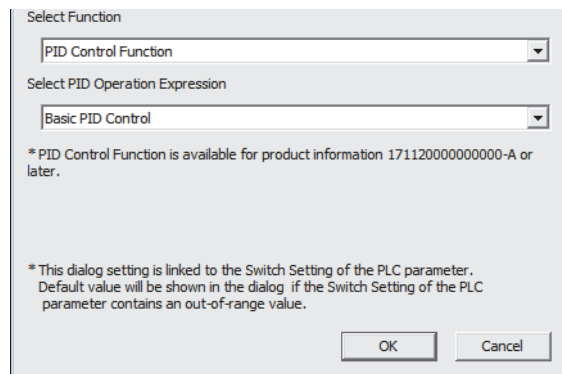 Select Function
PID Control Function
Select PID Operation Expression
Basic PID Control
* PID Control Function is available for product information 171120000000000-A or
later.
* This dialog setting is linked to the Switch Setting of the PLC parameter.
Default value will be shown in the dialog if the Switch Setting of the PLC
parameter contains an out-of-range value.
OK Cancel